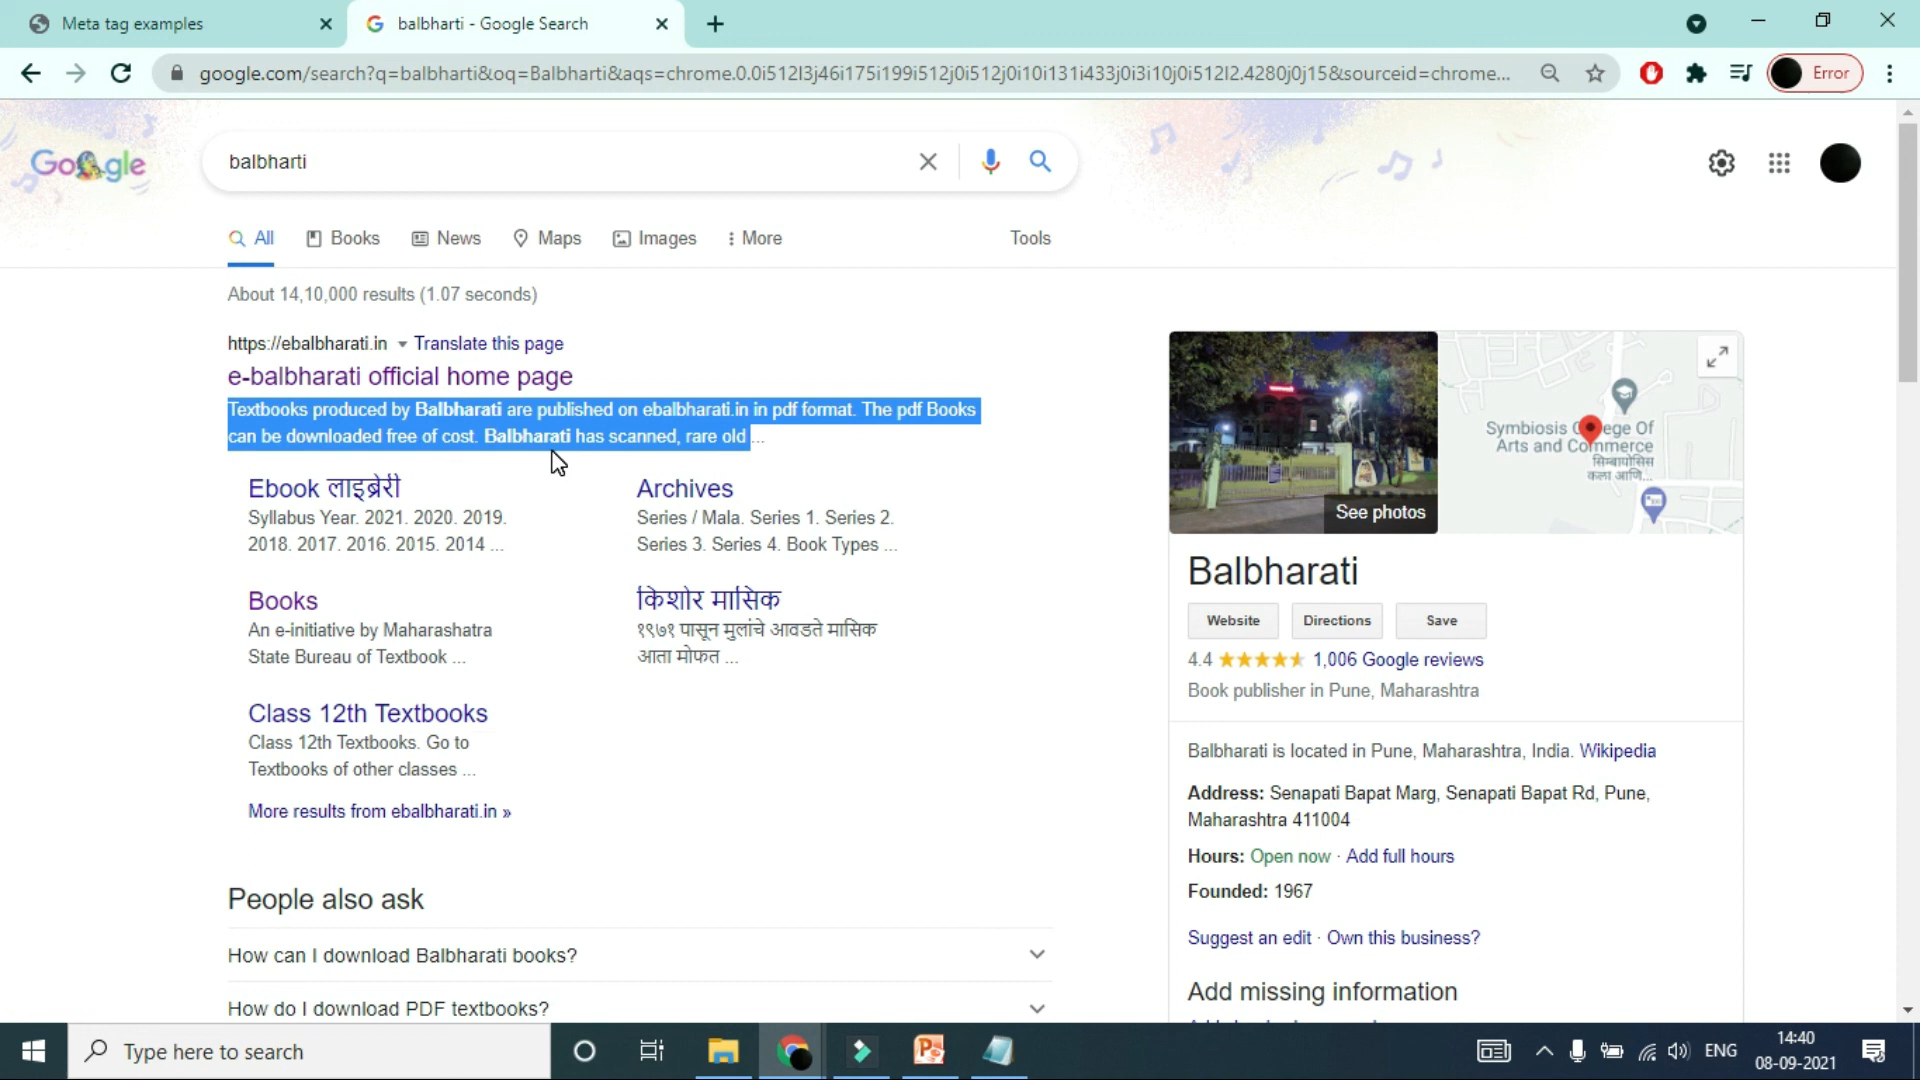 Meta tag examples
balbharti - Google Search
google.com/search?q=balbharti&oq=Balbharti&aqs=chrome.0.0i512l3j46i175i199i512j0i512j0i10i131i433j0i3i10j0i512l2.4280j0j15&sourceid=chrome...
Error
Google
balbharti
All
Books
News
Maps
Images
More
Tools
About 14,10,000 results (1.07 seconds)
https://ebalbharati.in
Translate this page
e-balbharati official home page
Textbooks produced by Balbharati are published on ebalbharati.in in pdf format. The pdf Books
can be downloaded free of cost. Balbharati has scanned, rare old ...
Ebook लाइब्रेरी
Syllabus Year. 2021. 2020. 2019.
2018. 2017. 2016. 2015. 2014 ...
Archives
Series / Mala. Series 1. Series 2.
Series 3. Series 4. Book Types ...
Books
An e-initiative by Maharashatra
State Bureau of Textbook ...
किशोर मासिक
१९७१ पासून मुलांचे आवडते मासिक
आता मोफत ...
Class 12th Textbooks
Class 12th Textbooks. Go to
Textbooks of other classes ...
More results from ebalbharati.in »
People also ask
How can I download Balbharati books?
How do I download PDF textbooks?
See photos
Symbiosis C ege Of
Arts and Commerce
सिम्बायोसिस
कला आणि...
Balbharati
Website
Directions
Save
4.4
1,006 Google reviews
Book publisher in Pune, Maharashtra
Balbharati is located in Pune, Maharashtra, India. Wikipedia
Address: Senapati Bapat Marg, Senapati Bapat Rd, Pune,
Maharashtra 411004
Hours: Open now · Add full hours
Founded: 1967
Suggest an edit · Own this business?
Add missing information
Type here to search
ENG
14:40
08-09-2021